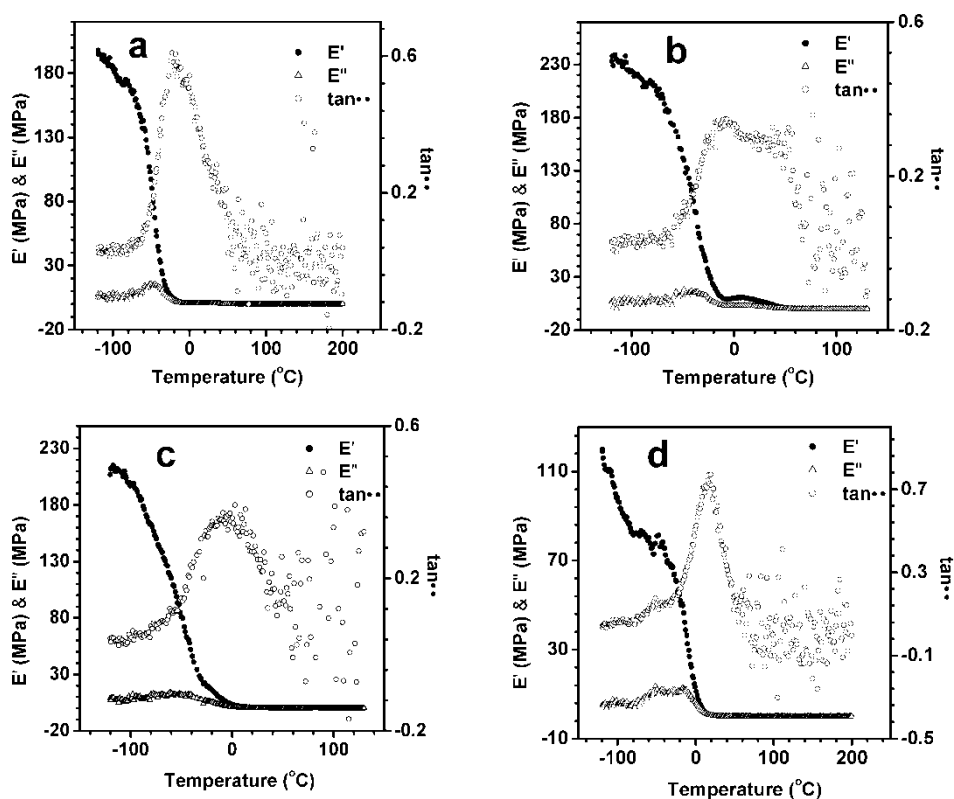 a
E'
E''
tan••
180
130
80
30
-20
0.6
0.2
-0.2
-100
0
100
200
E' (MPa) & E'' (MPa)
tan••
Temperature (°C)
b
E'
E''
tan••
230
180
130
80
30
-20
0.6
0.2
-0.2
-100
0
100
E' (MPa) & E'' (MPa)
tan••
Temperature (°C)
c
E'
E''
tan••
230
180
130
80
30
-20
0.6
0.2
-0.2
-100
0
100
E' (MPa) & E'' (MPa)
tan••
Temperature (°C)
d
E'
E''
tan••
110
70
30
-10
0.7
0.3
-0.1
-0.5
-100
0
100
200
E' (MPa) & E'' (MPa)
tan••
Temperature (°C)